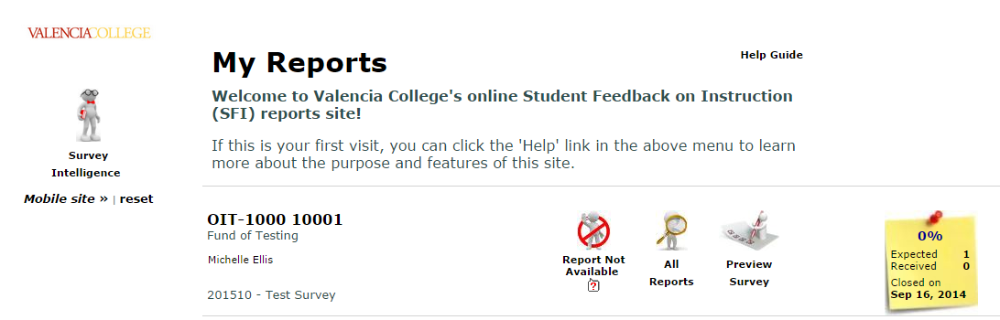 VALENCIACOLLEGE
My Reports
Help Guide
Welcome to Valencia College's online Student Feedback on Instruction
(SFI) reports site!
If this is your first visit, you can click the 'Help' link in the above menu to learn
more about the purpose and features of this site.
Survey
Intelligence
Mobile site » | reset
OIT-1000 10001
Fund of Testing
Michelle Ellis
201510 - Test Survey
Report Not
Available
?
All
Reports
Preview
Survey
0%
Expected 1
Received 0
Closed on
Sep 16, 2014